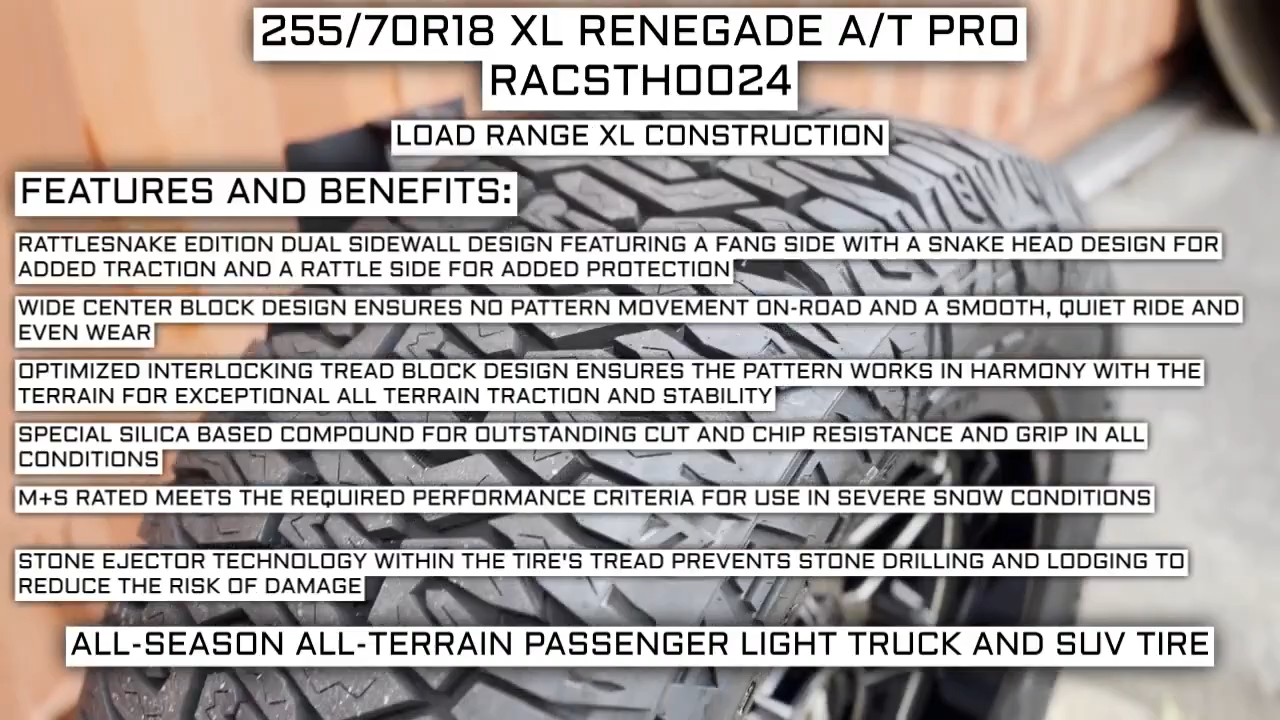 255/70R18 XL RENEGADE A/T PRO
RACSTH0024
LOAD RANGE XL CONSTRUCTION
FEATURES AND BENEFITS:
RATTLESNAKE EDITION DUAL SIDEWALL DESIGN FEATURING A FANG SIDE WITH A SNAKE HEAD DESIGN FOR
ADDED TRACTION AND A RATTLE SIDE FOR ADDED PROTECTION
WIDE CENTER BLOCK DESIGN ENSURES NO PATTERN MOVEMENT ON-ROAD AND A SMOOTH, QUIET RIDE AND
EVEN WEAR
OPTIMIZED INTERLOCKING TREAD BLOCK DESIGN ENSURES THE PATTERN WORKS IN HARMONY WITH THE
TERRAIN FOR EXCEPTIONAL ALL TERRAIN TRACTION AND STABILITY
SPECIAL SILICA BASED COMPOUND FOR OUTSTANDING CUT AND CHIP RESISTANCE AND GRIP IN ALL
CONDITIONS
M+S RATED MEETS THE REQUIRED PERFORMANCE CRITERIA FOR USE IN SEVERE SNOW CONDITIONS
STONE EJECTOR TECHNOLOGY WITHIN THE TIRE'S TREAD PREVENTS STONE DRILLING AND LODGING TO
REDUCE THE RISK OF DAMAGE
ALL-SEASON ALL-TERRAIN PASSENGER LIGHT TRUCK AND SUV TIRE